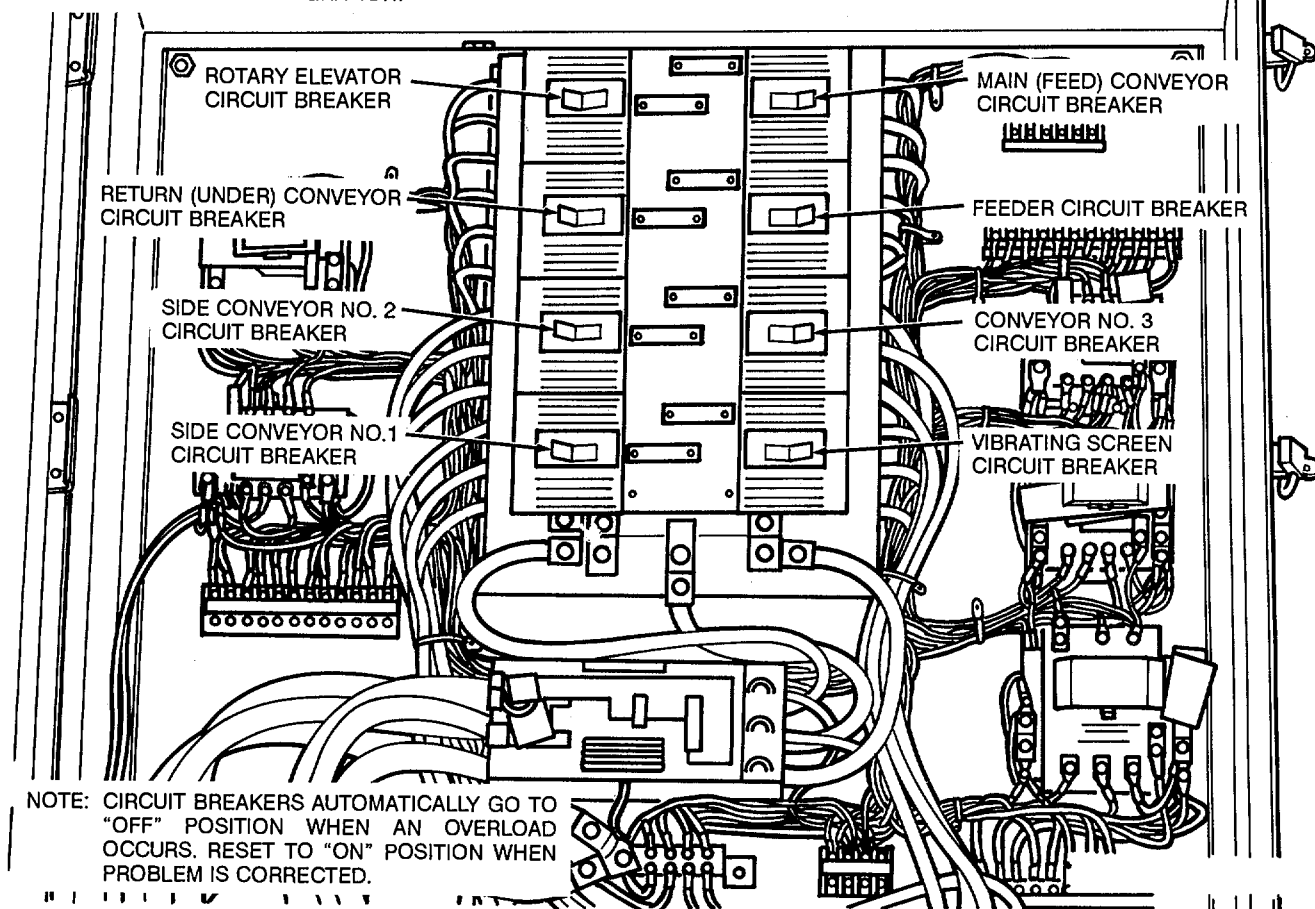 ROTARY ELEVATOR
CIRCUIT BREAKER
MAIN (FEED) CONVEYOR
CIRCUIT BREAKER
RETURN (UNDER) CONVEYOR
CIRCUIT BREAKER
FEEDER CIRCUIT BREAKER
SIDE CONVEYOR NO. 2
CIRCUIT BREAKER
CONVEYOR NO. 3
CIRCUIT BREAKER
SIDE CONVEYOR NO.1
CIRCUIT BREAKER
VIBRATING SCREEN
CIRCUIT BREAKER
NOTE: CIRCUIT BREAKERS AUTOMATICALLY GO TO
“OFF” POSITION WHEN AN OVERLOAD
OCCURS. RESET TO “ON” POSITION WHEN
PROBLEM IS CORRECTED.